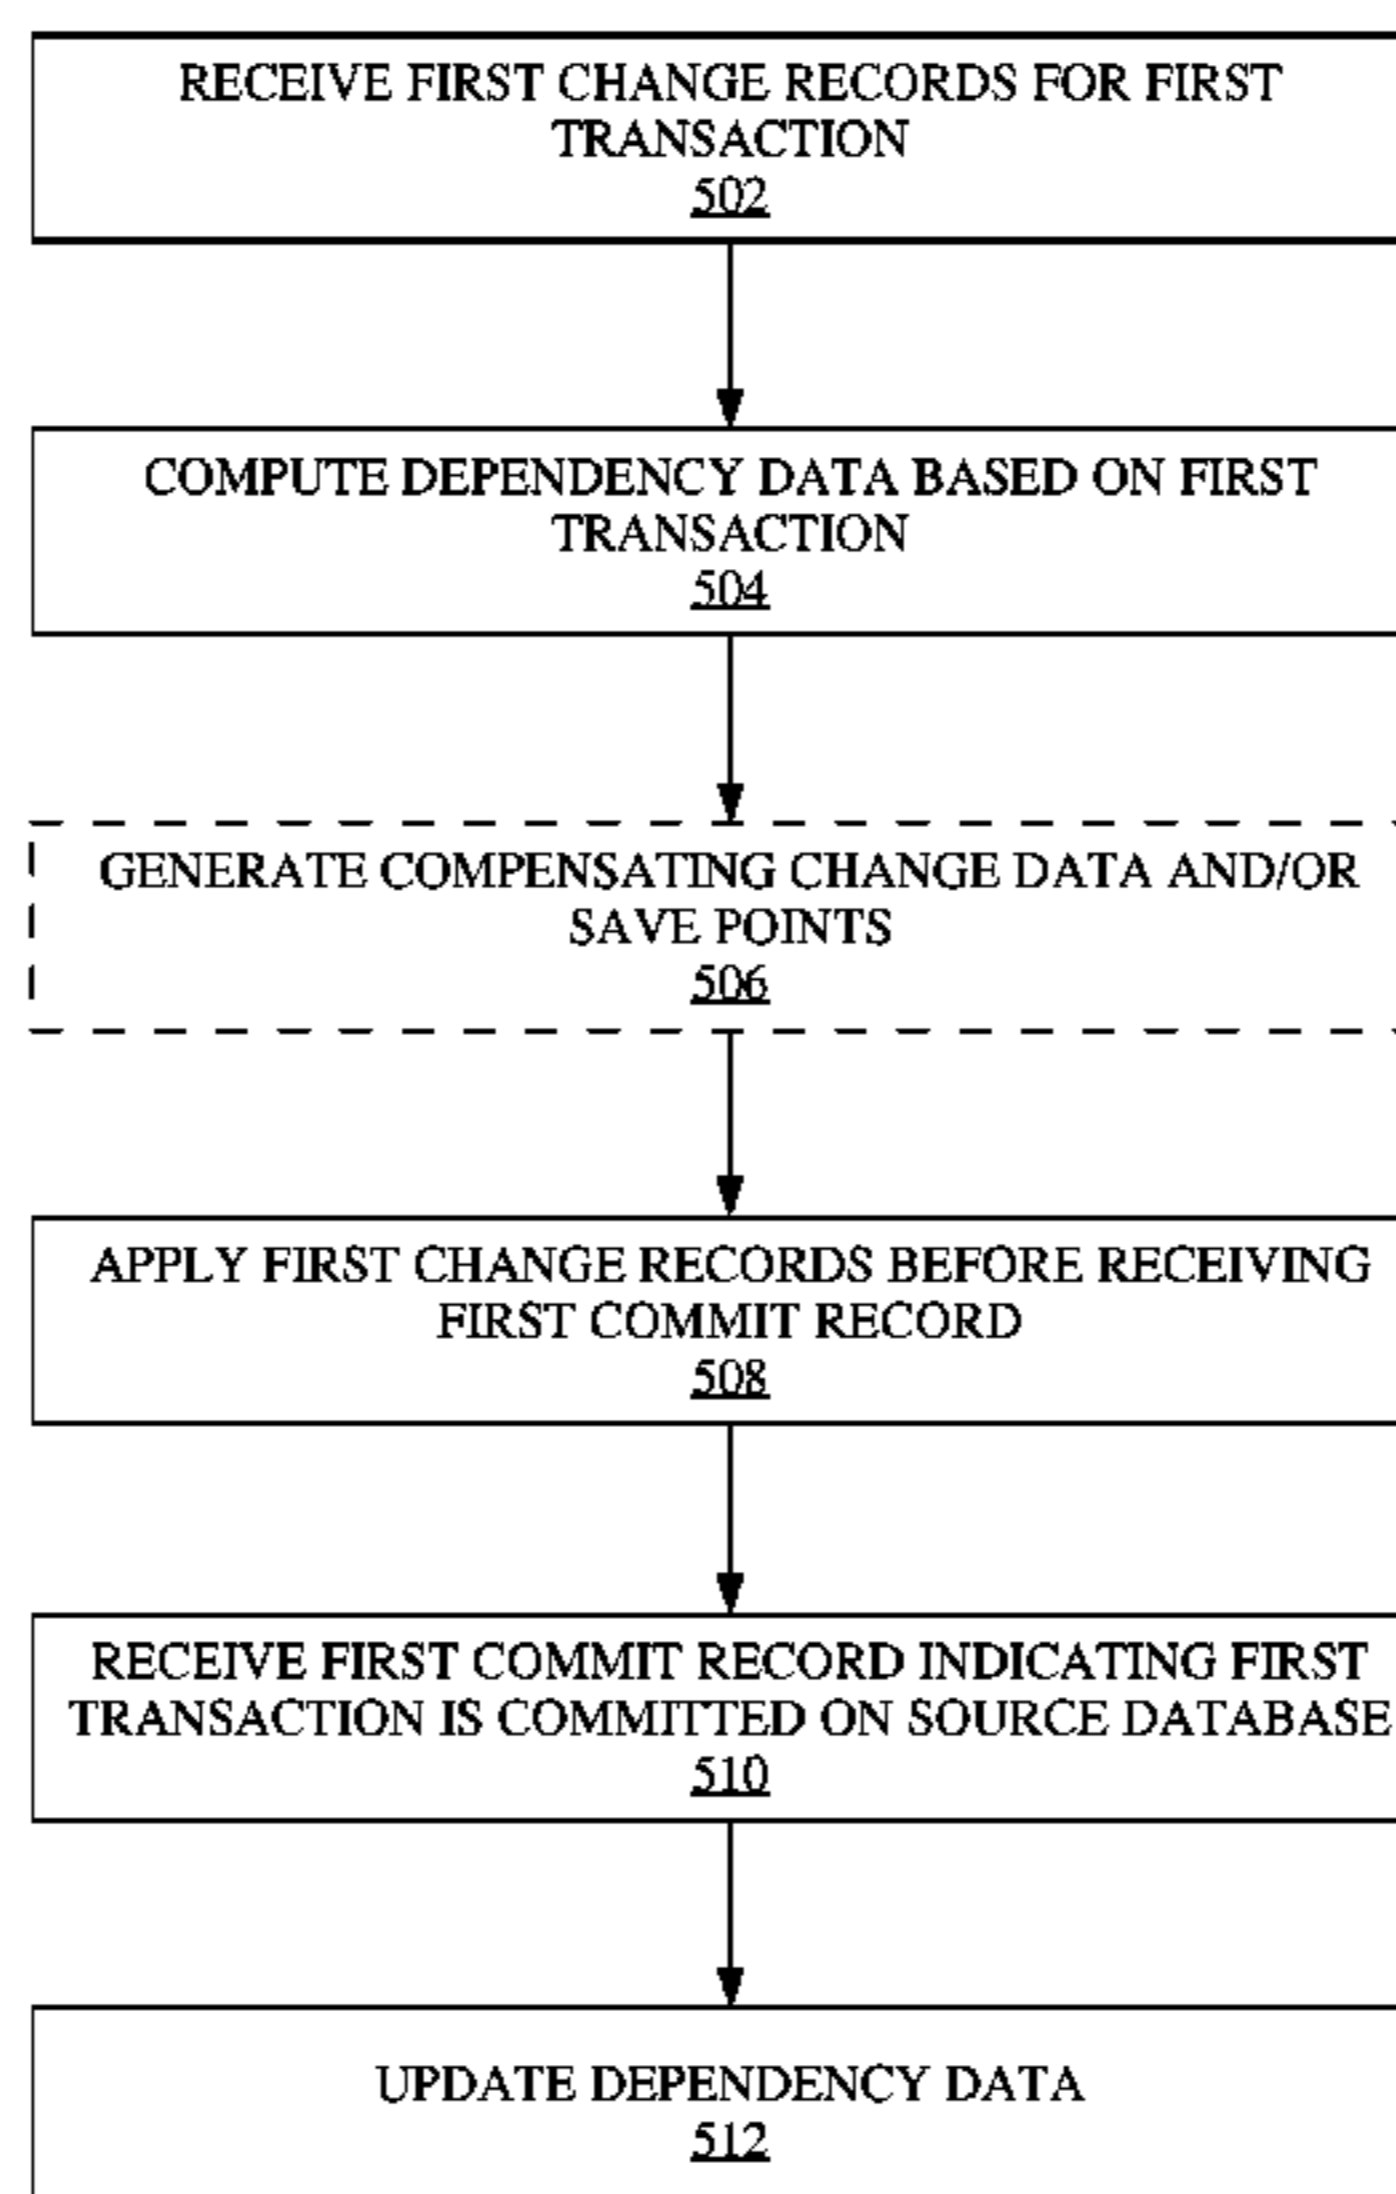 RECEIVE FIRST CHANGE RECORDS FOR FIRST
TRANSACTION
502
COMPUTE DEPENDENCY DATA BASED ON FIRST
TRANSACTION
504
GENERATE COMPENSATING CHANGE DATA AND/OR
SAVE POINTS
506
APPLY FIRST CHANGE RECORDS BEFORE RECEIVING
FIRST COMMIT RECORD
508
RECEIVE FIRST COMMIT RECORD INDICATING FIRST
TRANSACTION IS COMMITTED ON SOURCE DATABASE
510
UPDATE DEPENDENCY DATA
512